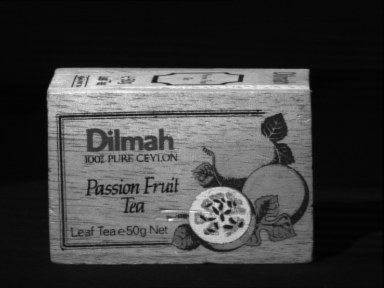 Dilmah
100% PURE CEYLON
Passion Fruit
Tea
Leaf Tea e 50g Net